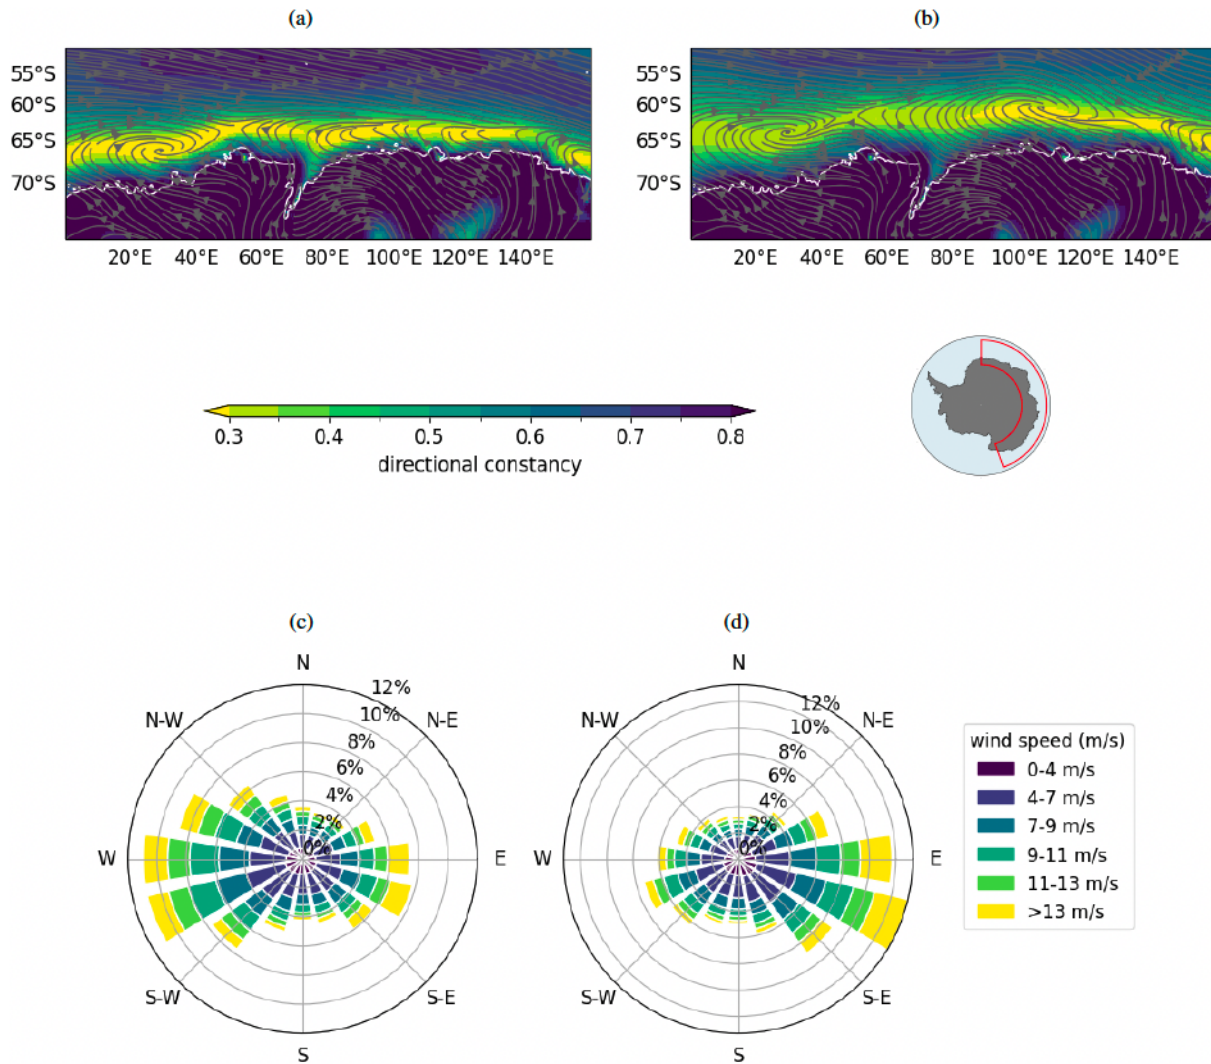 (a)
(b)
55°S
60°S
65°S
70°S
20°E 40°E 60°E 80°E 100°E 120°E 140°E
55°S
60°S
65°S
70°S
20°E 40°E 60°E 80°E 100°E 120°E 140°E
0.3 0.4 0.5 0.6 0.7 0.8
directional constancy
(c)
(d)
N
N-W
N-E
W
E
S-W
S-E
S
12%
10%
8%
6%
4%
2%
0%
N
N-W
N-E
W
E
S-W
S-E
S
12%
10%
8%
6%
4%
2%
0%
wind speed (m/s)
0-4 m/s
4-7 m/s
7-9 m/s
9-11 m/s
11-13 m/s
>13 m/s